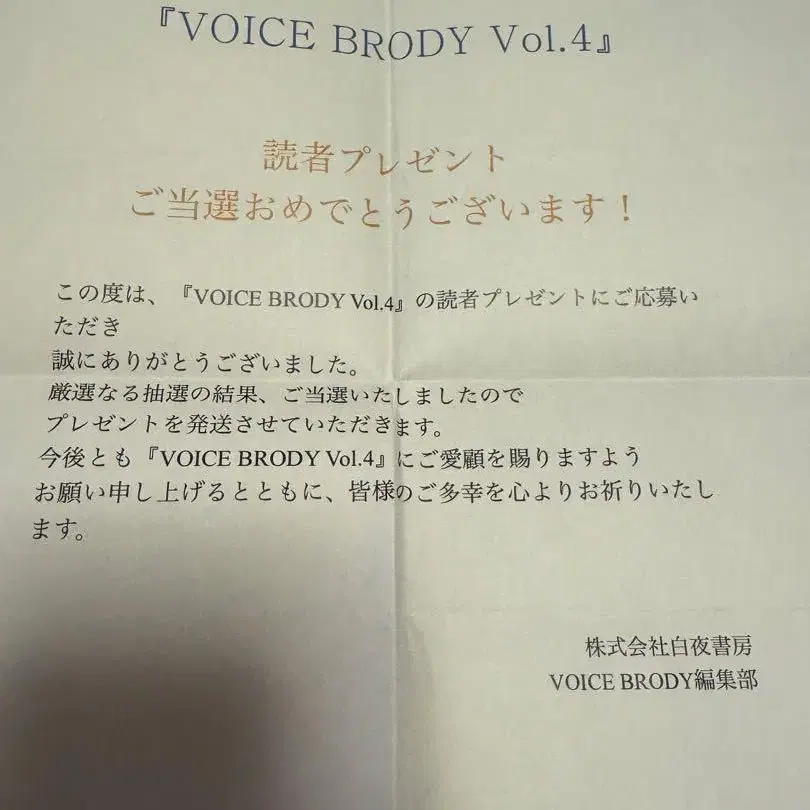 『VOICE BRODY Vol.4』
読者プレゼント
ご当選おめでとうございます！
この度は、『VOICE BRODY Vol.4』の読者プレゼントにご応募い
ただき
誠にありがとうございました。
厳選なる抽選の結果、ご当選いたしましたので
プレゼントを発送させていただきます。
今後とも『VOICE BRODY Vol.4』にご愛顧を賜りますよう
お願い申し上げるとともに、皆様のご多幸を心よりお祈りいたし
ます。
株式会社白夜書房
VOICE BRODY編集部